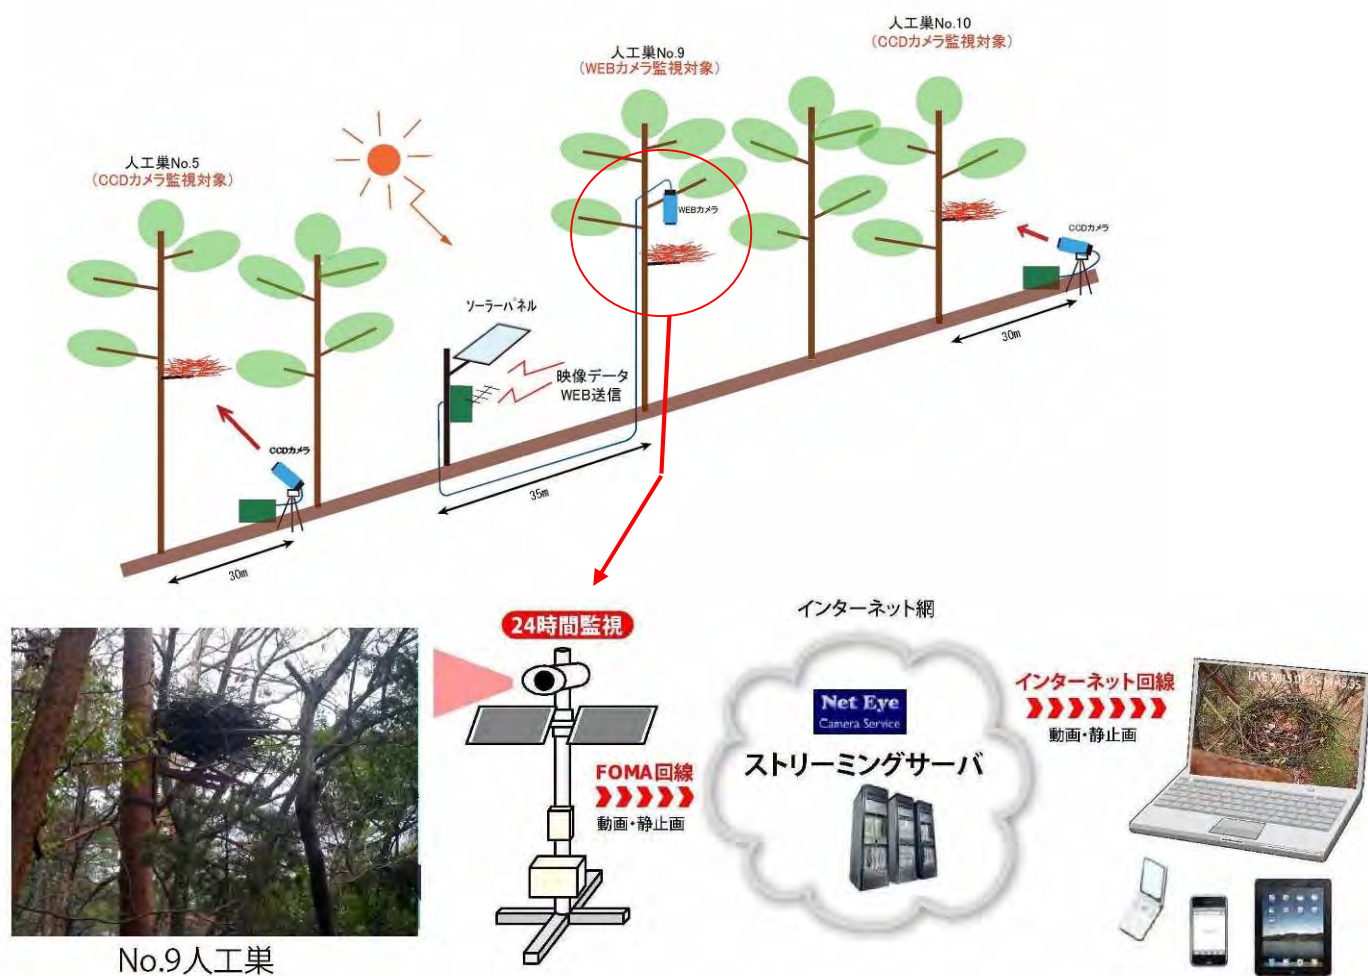 人工巣No.10
(CCDカメラ監視対象)
人工巣No.9
(WEBカメラ監視対象)
人工巣No.5
(CCDカメラ監視対象)
WEBカメラ
CCDカメラ
ソーラーパネル
映像データ
WEB送信
30m
CCDカメラ
35m
30m
24時間監視
インターネット網
Net Eye
Camera Service
ストリーミングサーバ
インターネット回線
動画・静止画
FOMA回線
動画・静止画
No.9人工巣